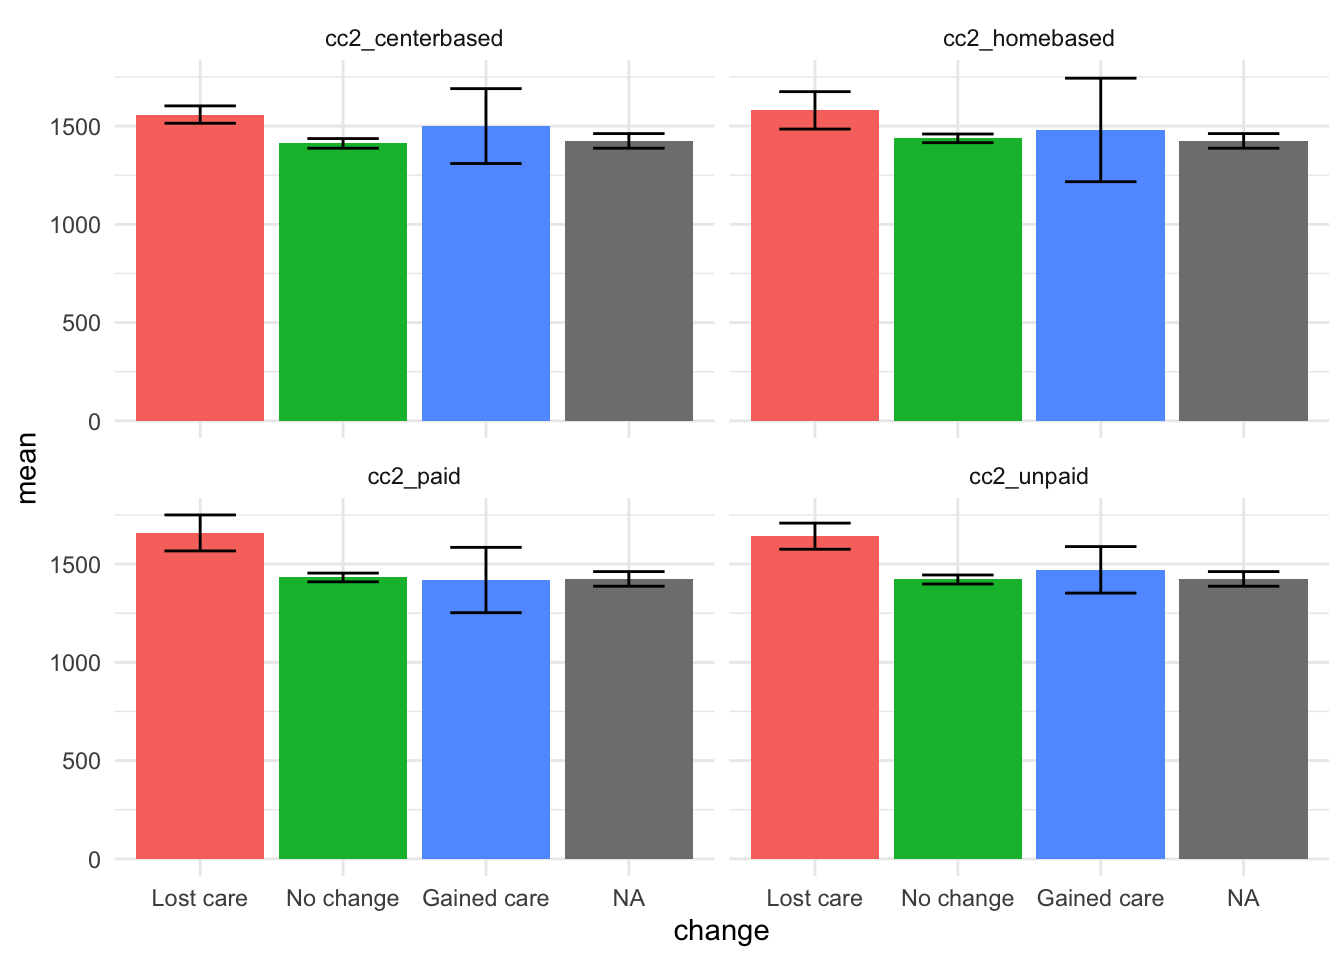 cc2_centerbased
cc2_homebased
1500
1000
500
0
mean
cc2_paid
cc2_unpaid
1500
1000
500
0
Lost care No change Gained care NA
Lost care No change Gained care NA
change